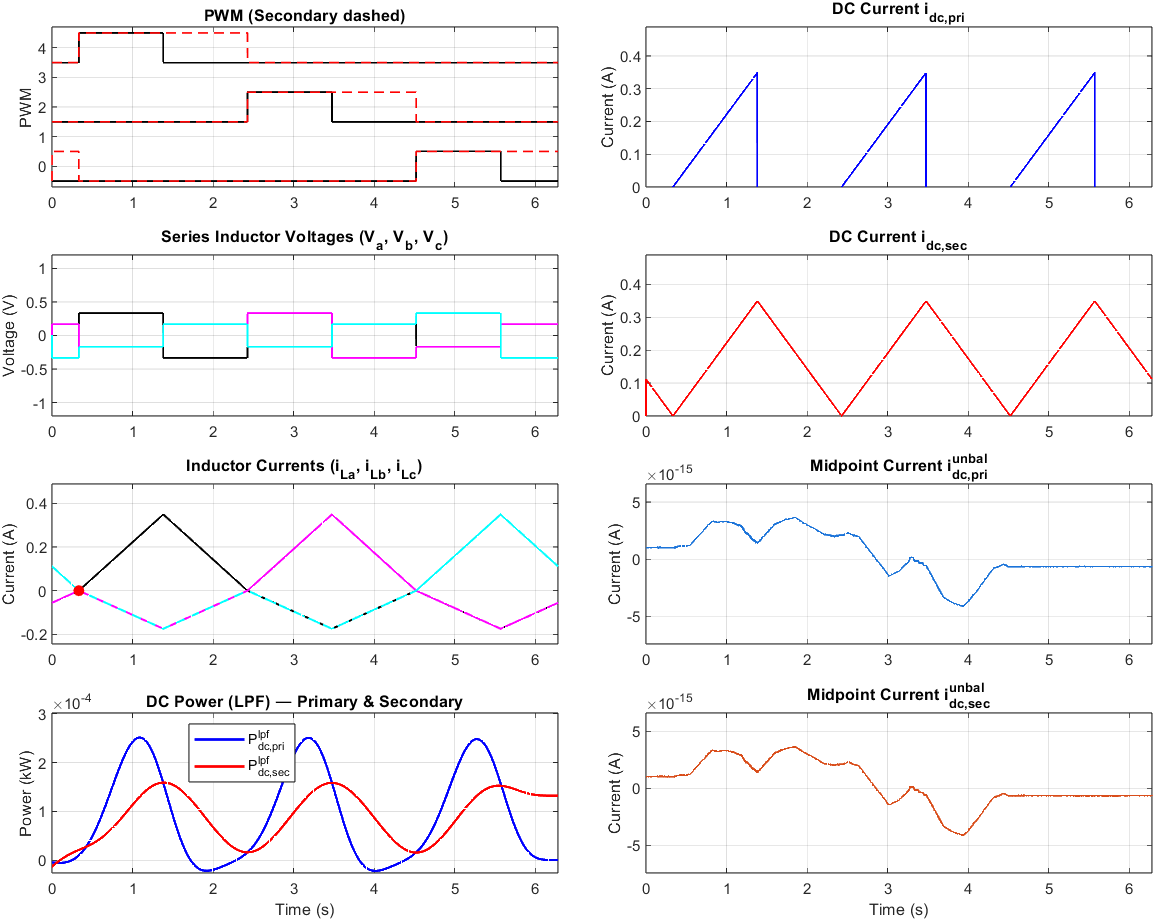 PWM (Secondary dashed)
PWM
4
3
2
1
0
0 1 2 3 4 5 6
DC Current i_dc,pri
Current (A)
0.4
0.3
0.2
0.1
0
0 1 2 3 4 5 6
Series Inductor Voltages (V_a, V_b, V_c)
Voltage (V)
1
0.5
0
-0.5
-1
0 1 2 3 4 5 6
DC Current i_dc,sec
Current (A)
0.4
0.3
0.2
0.1
0
0 1 2 3 4 5 6
Inductor Currents (i_La, i_Lb, i_Lc)
Current (A)
0.4
0.2
0
-0.2
0 1 2 3 4 5 6
Midpoint Current i_dc,pri^unbal
×10^-15
Current (A)
5
0
-5
0 1 2 3 4 5 6
DC Power (LPF) — Primary & Secondary
×10^-4
Power (kW)
3
2
1
0
P_dc,pri^lpf
P_dc,sec^lpf
0 1 2 3 4 5 6
Time (s)
Midpoint Current i_dc,sec^unbal
×10^-15
Current (A)
5
0
-5
0 1 2 3 4 5 6
Time (s)